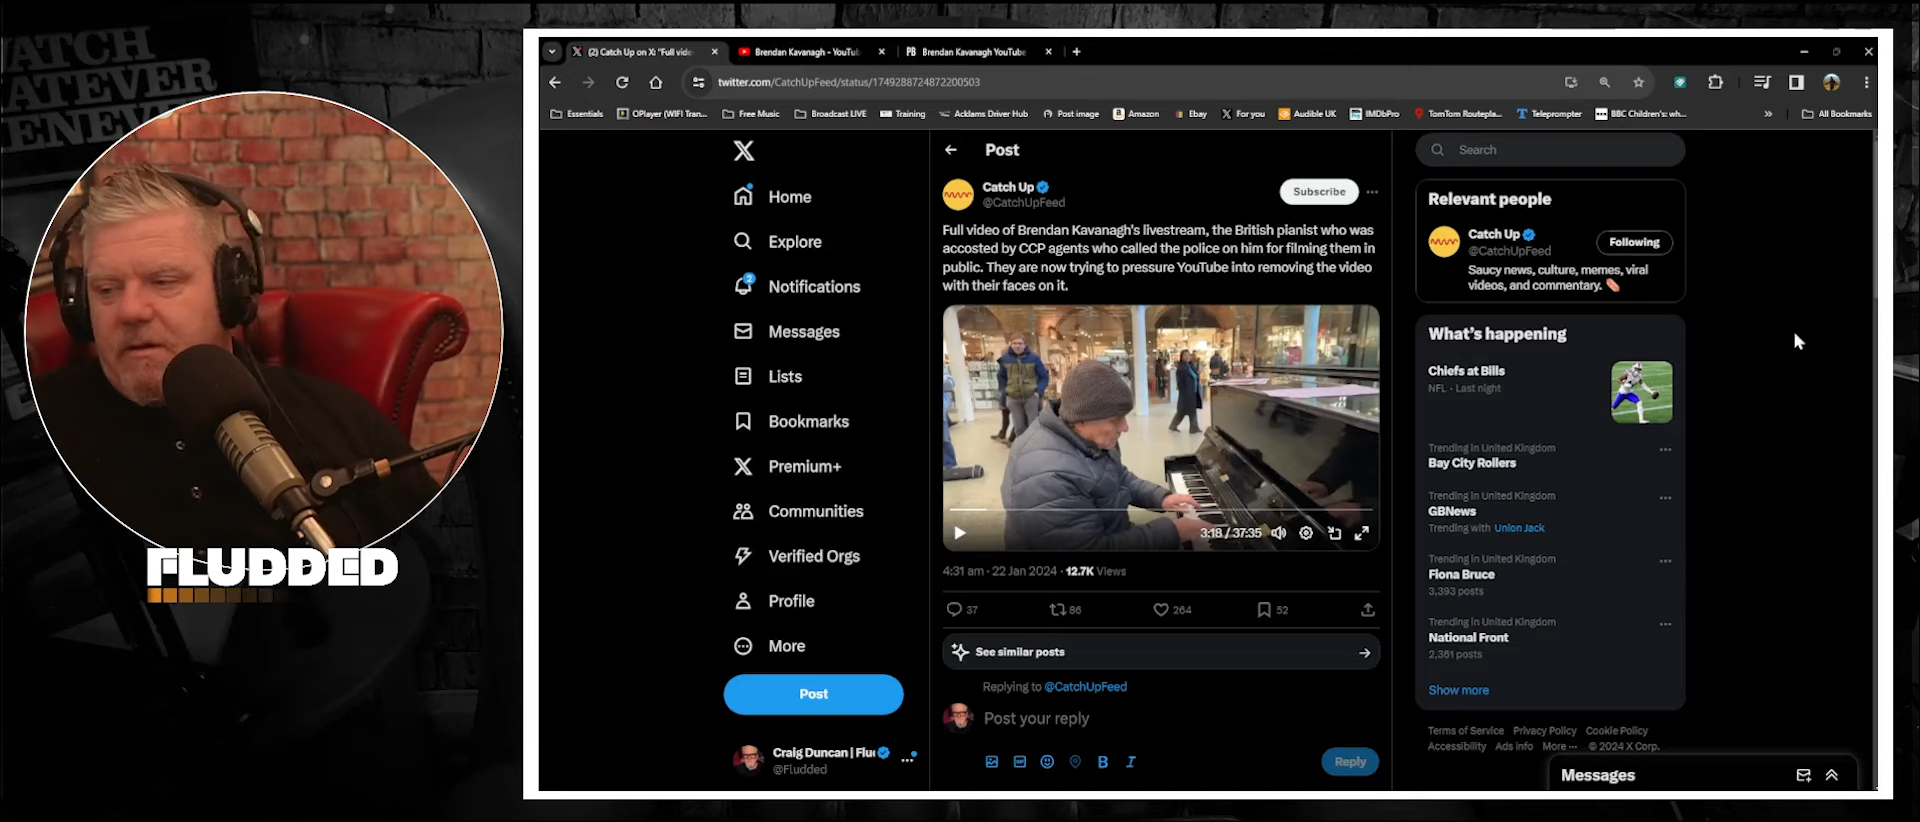 WATCH
WHATEVER
WHENEVER
FLUDDED
(2) Catch Up on X: "Full vide
Brendan Kavanagh - YouTub
PB Brendan Kavanagh YouTube
twitter.com/CatchUpFeed/status/1749288724872200503
Essentials
OPlayer (WIFI Tran...
Free Music
Broadcast LIVE
Training
Acklams Driver Hub
Post image
Amazon
Ebay
For you
Audible UK
IMDbPro
TomTom Routepla...
Teleprompter
BBC Children's: wh...
All Bookmarks
Home
Explore
2
Notifications
Messages
Lists
Bookmarks
Premium+
Communities
Verified Orgs
Profile
More
Post
Craig Duncan | Flu
@Fludded
Post
Catch Up
@CatchUpFeed
Subscribe
Full video of Brendan Kavanagh's livestream, the British pianist who was
accosted by CCP agents who called the police on him for filming them in
public. They are now trying to pressure YouTube into removing the video
with their faces on it.
3:18 / 37:35
4:31 am · 22 Jan 2024 · 12.7K Views
37
86
264
52
See similar posts
Replying to @CatchUpFeed
Post your reply
GIF
B
I
Reply
Search
Relevant people
Catch Up
@CatchUpFeed
Following
Saucy news, culture, memes, viral
videos, and commentary.
What's happening
Chiefs at Bills
NFL · Last night
Trending in United Kingdom
Bay City Rollers
Trending in United Kingdom
GBNews
Trending with Union Jack
Trending in United Kingdom
Fiona Bruce
3,393 posts
Trending in United Kingdom
National Front
2,361 posts
Show more
Terms of Service Privacy Policy Cookie Policy
Accessibility Ads info More ··· © 2024 X Corp.
Messages